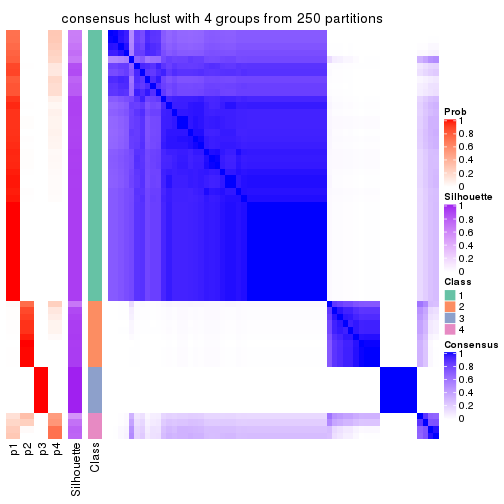 consensus hclust with 4 groups from 250 partitions
Prob
1
0.8
0.6
0.4
0.2
0
Silhouette
1
0.8
0.6
0.4
0.2
0
Class
1
2
3
4
Consensus
1
0.8
0.6
0.4
0.2
0
p1
p2
p3
p4
Silhouette
Class